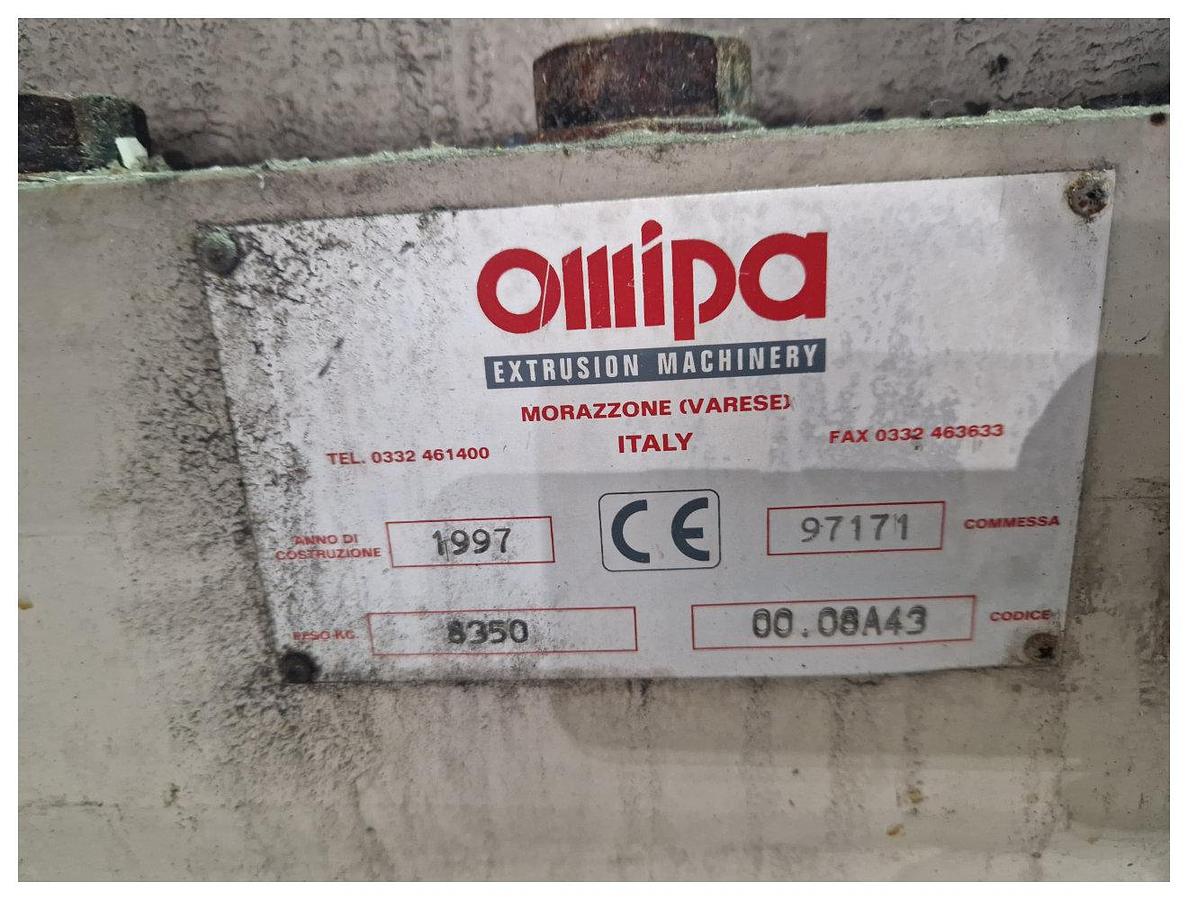 omipa
EXTRUSION MACHINERY
MORAZZONE (VARESE)
ITALY
TEL. 0332 461400
FAX 0332 463633
ANNO DI
COSTRUZIONE
1997
CE
97171
COMMESSA
PESO KG.
8350
00.08A43
CODICE